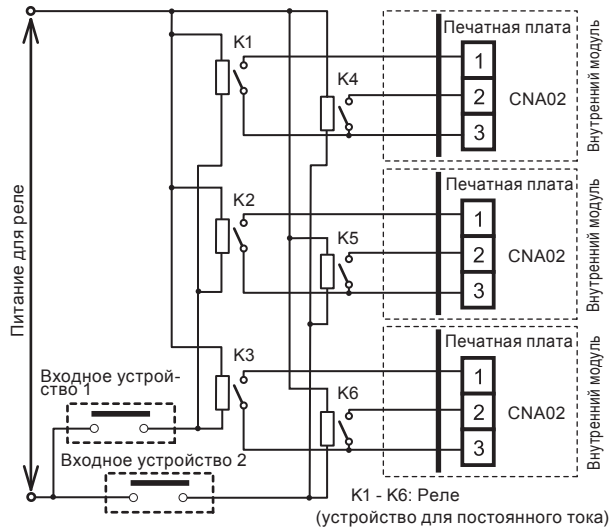 Питание для реле
K1
K4
Печатная плата
1
2
3
CNA02
Внутренний модуль
K2
K5
Печатная плата
1
2
3
CNA02
Внутренний модуль
K3
K6
Печатная плата
1
2
3
CNA02
Внутренний модуль
Входное устрой-
ство 1
Входное устройство 2
K1 - K6: Реле
(устройство для постоянного тока)